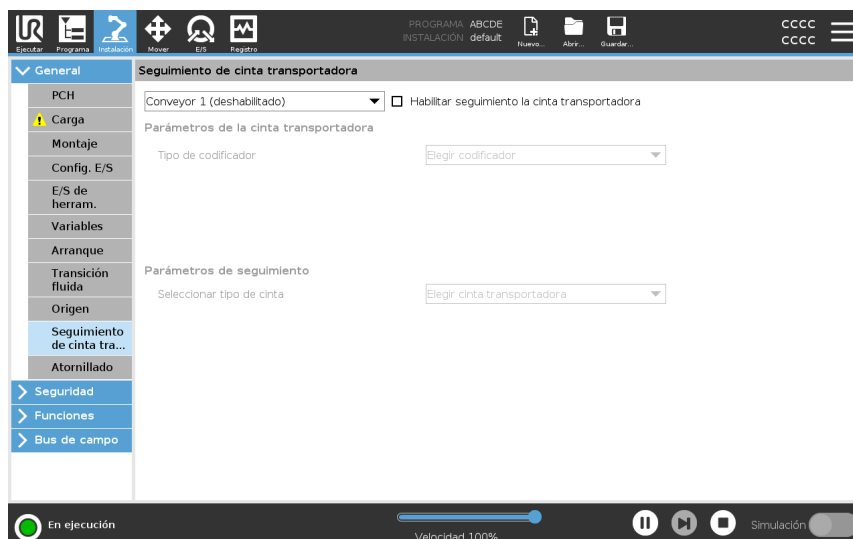 PROGRAMA ABCDE
INSTALACIÓN default
CCCC
CCCC
Ejecutar Programa Instalación Mover E/S Registro Nuevo... Abrir... Guardar...
General
PCH
Carga
Montaje
Config. E/S
E/S de
herram.
Variables
Arranque
Transición
fluida
Origen
Seguimiento
de cinta tra...
Atornillado
Seguridad
Funciones
Bus de campo
Seguimiento de cinta transportadora
Conveyor 1 (deshabilitado) Habilitar seguimiento la cinta transportadora
Parámetros de la cinta transportadora
Tipo de codificador Elegir codificador
Parámetros de seguimiento
Seleccionar tipo de cinta Elegir cinta transportadora
En ejecución
Velocidad 100%
Simulación